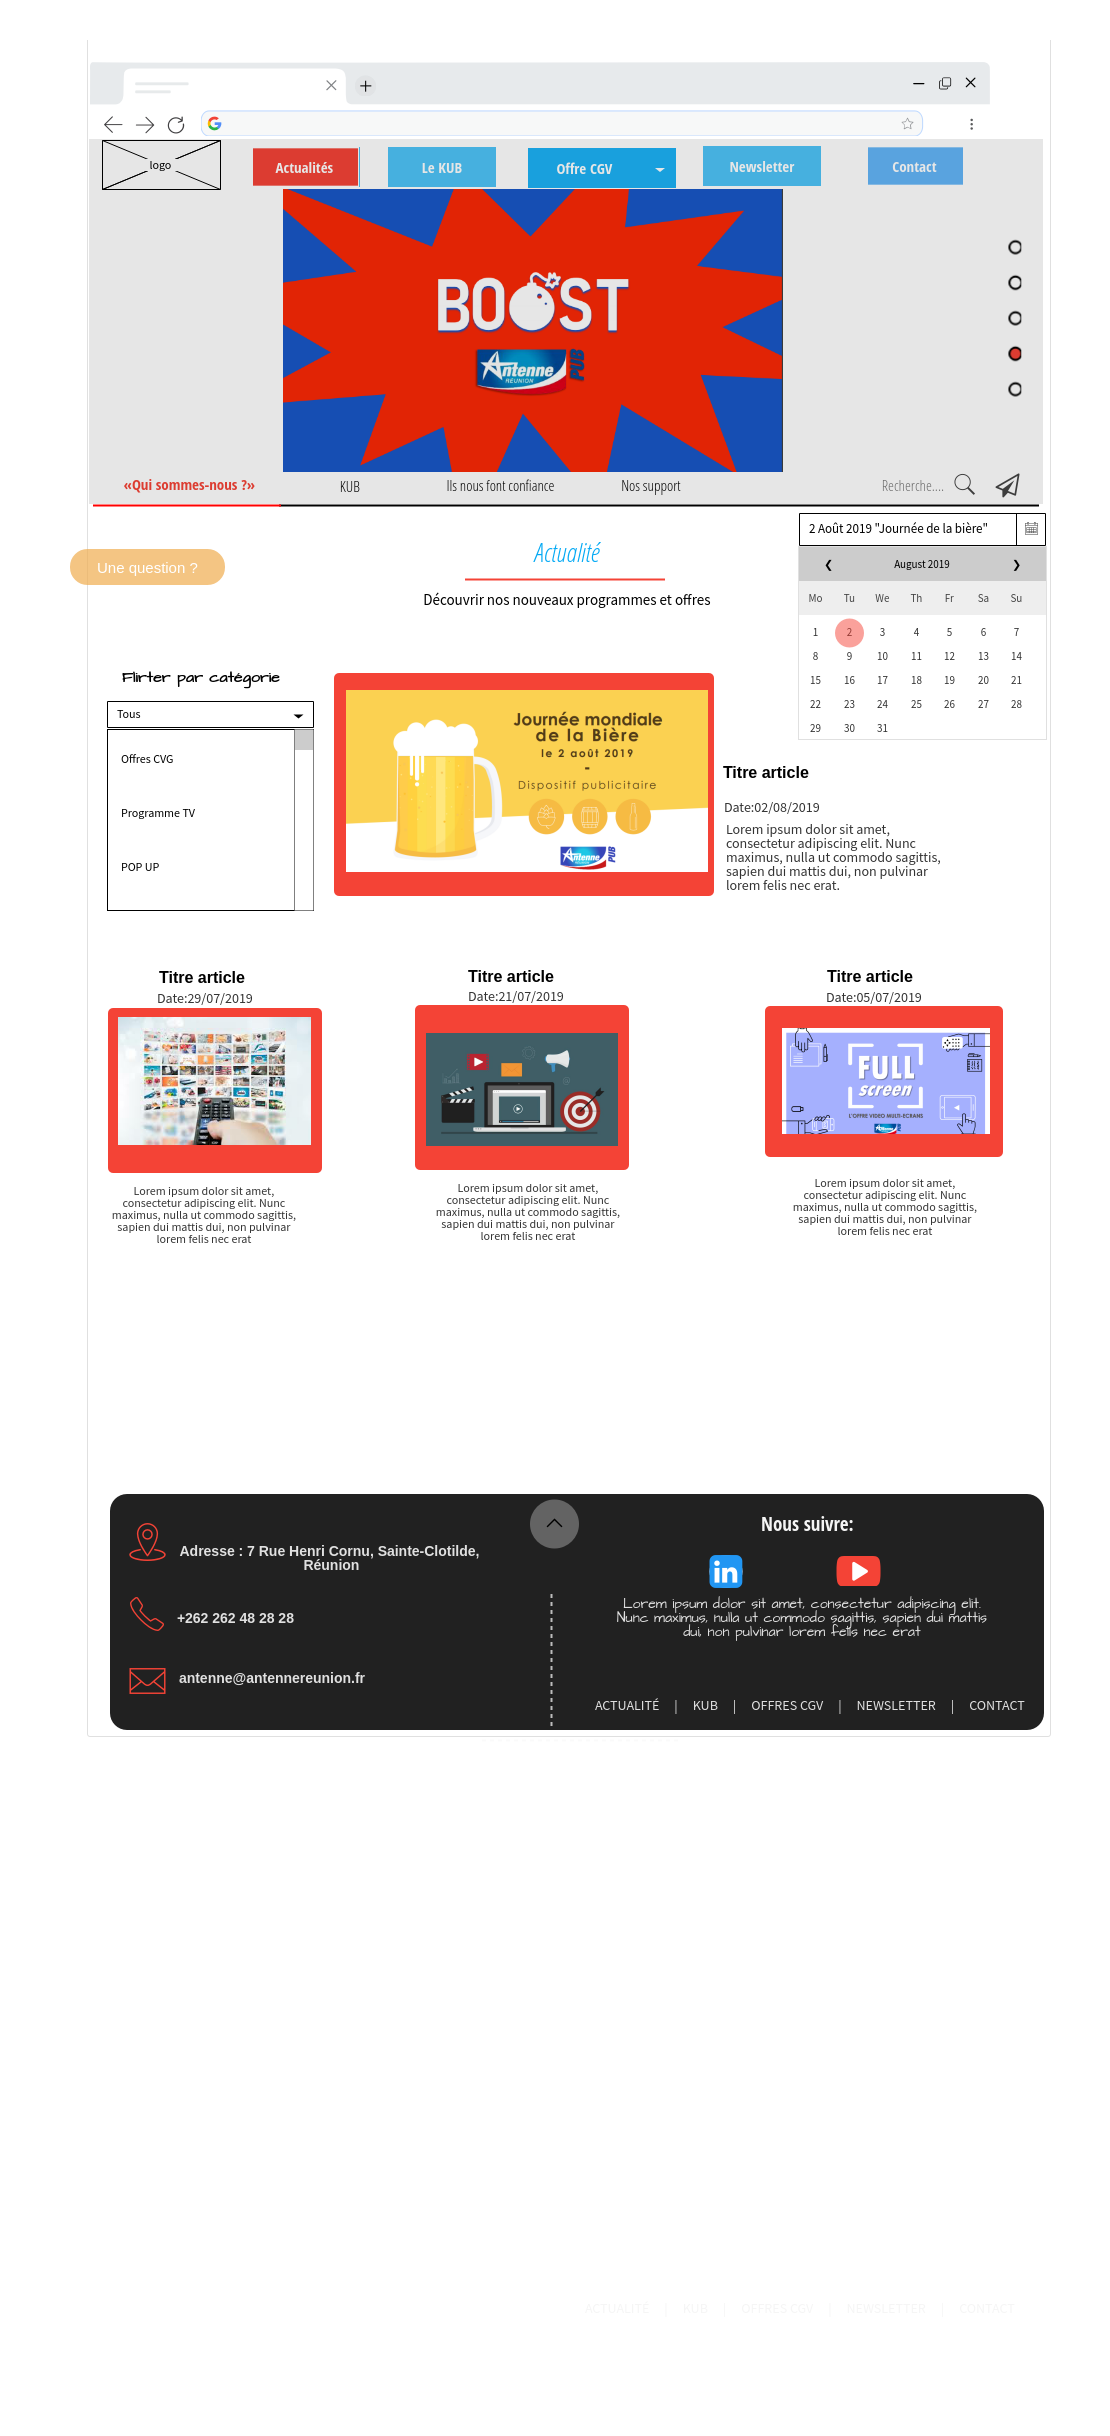 logo
Actualités
Le KUB
Offre CGV
Newsletter
Contact
BOOST
Antenne
RÉUNION
PUB
«Qui sommes-nous ?»
KUB
Ils nous font confiance
Nos support
Recherche....
2 Août 2019 "Journée de la bière"
Une question ?
Actualité
Découvrir nos nouveaux programmes et offres
❮ August 2019 ❯
Mo Tu We Th Fr Sa Su
1 2 3 4 5 6 7
8 9 10 11 12 13 14
15 16 17 18 19 20 21
22 23 24 25 26 27 28
29 30 31
Flirter par catégorie
Tous
Offres CVG
Programme TV
POP UP
Journée mondiale
de la Bière
le 2 août 2019
-
Dispositif publicitaire
Antenne
PUB
Titre article
Date:02/08/2019
Lorem ipsum dolor sit amet,
consectetur adipiscing elit. Nunc
maximus, nulla ut commodo sagittis,
sapien dui mattis dui, non pulvinar
lorem felis nec erat.
Titre article
Date:29/07/2019
Lorem ipsum dolor sit amet,
consectetur adipiscing elit. Nunc
maximus, nulla ut commodo sagittis,
sapien dui mattis dui, non pulvinar
lorem felis nec erat
Titre article
Date:21/07/2019
Lorem ipsum dolor sit amet,
consectetur adipiscing elit. Nunc
maximus, nulla ut commodo sagittis,
sapien dui mattis dui, non pulvinar
lorem felis nec erat
Titre article
Date:05/07/2019
FULL
screen
L'OFFRE VIDEO MULTI-ECRANS
Lorem ipsum dolor sit amet,
consectetur adipiscing elit. Nunc
maximus, nulla ut commodo sagittis,
sapien dui mattis dui, non pulvinar
lorem felis nec erat
Adresse : 7 Rue Henri Cornu, Sainte-Clotilde,
Réunion
+262 262 48 28 28
antenne@antennereunion.fr
Nous suivre:
in
Lorem ipsum dolor sit amet, consectetur adipiscing elit.
Nunc maximus, nulla ut commodo sagittis, sapien dui mattis
dui, non pulvinar lorem felis nec erat
ACTUALITÉ | KUB | OFFRES CGV | NEWSLETTER | CONTACT
ACTUALITÉ | KUB | OFFRES CGV | NEWSLETTER | CONTACT